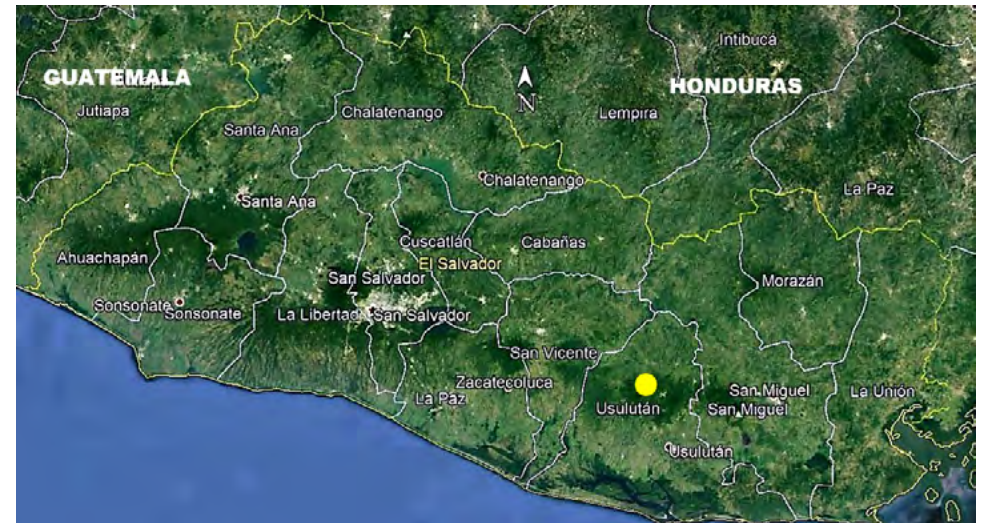 Intibucá
GUATEMALA
HONDURAS
Jutiapa
N
Chalatenango
Lempira
Santa Ana
Chalatenango
La Paz
Santa Ana
Cuscatlán
Cabañas
Ahuachapán
El Salvador
San Salvador
Morazán
Sonsonate
Sonsonate
La Libertad
San Salvador
San Vicente
Zacatecoluca
La Paz
San Miguel
La Unión
Usulután
San Miguel
Usulután